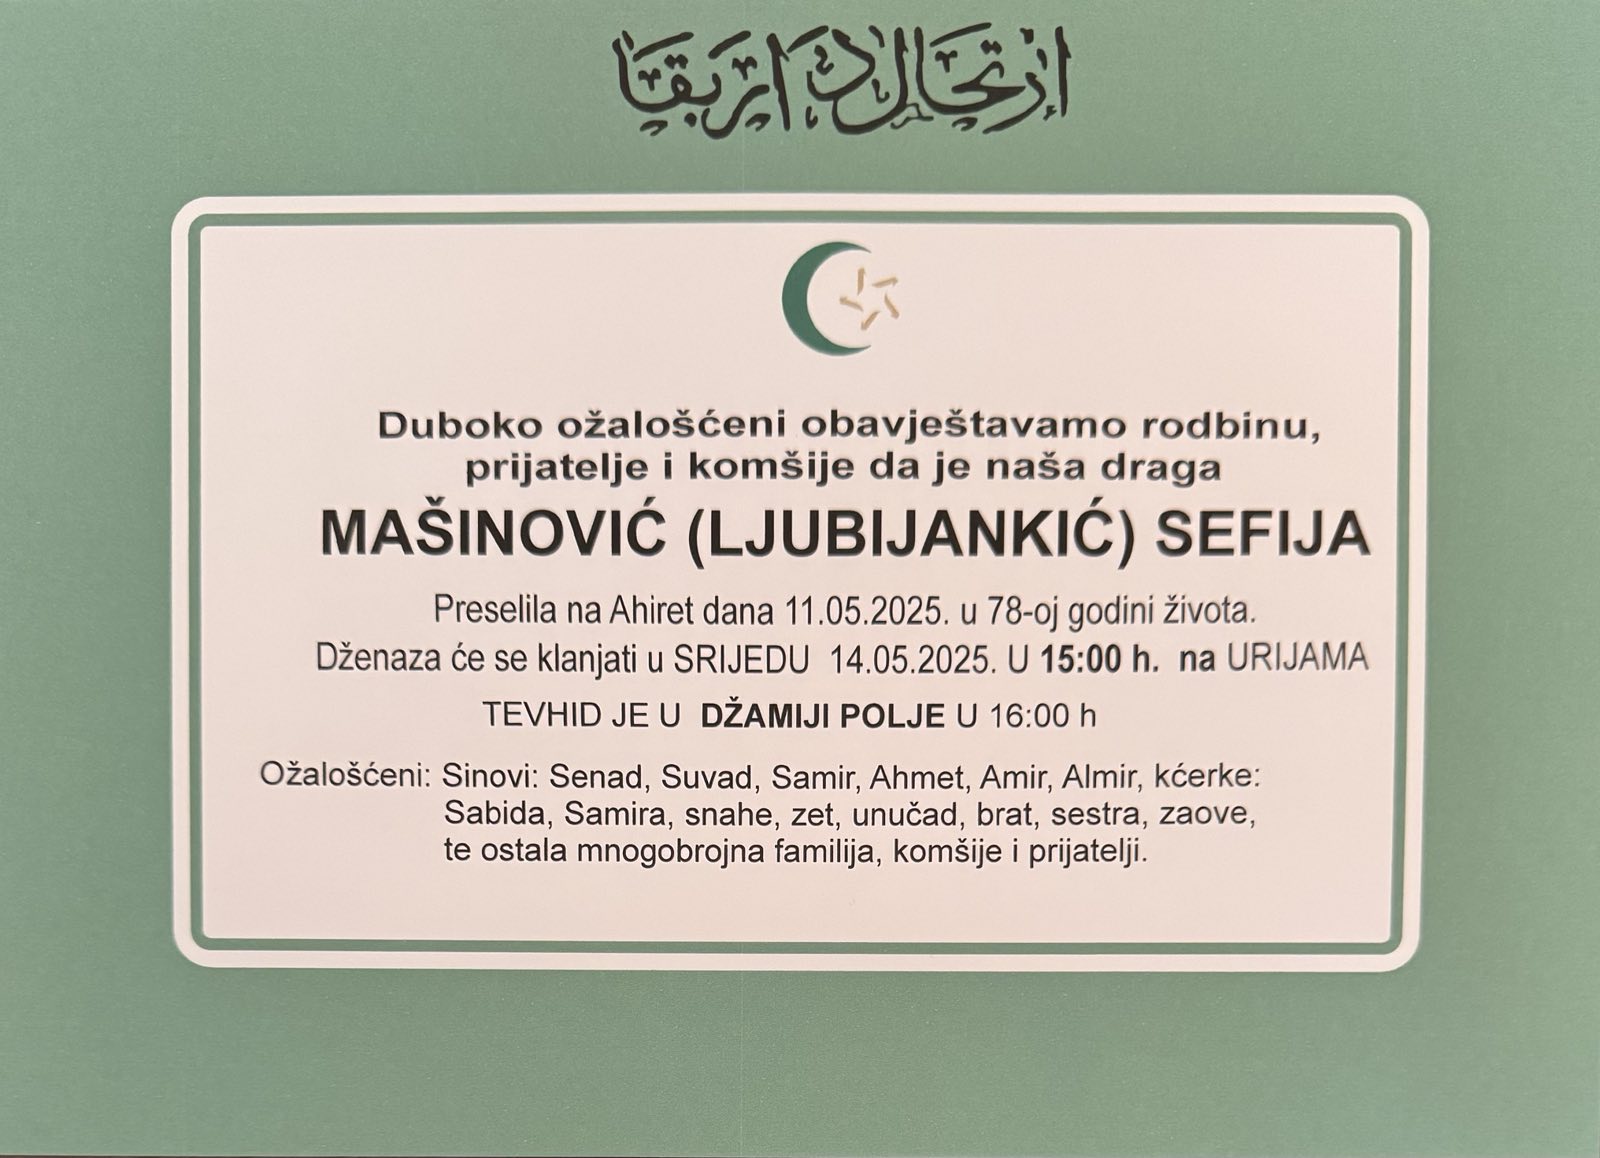 إرتحال دار بقا
Duboko ožalošćeni obavještavamo rodbinu,
prijatelje i komšije da je naša draga
MAŠINOVIĆ (LJUBIJANKIĆ) SEFIJA
Preselila na Ahiret dana 11.05.2025. u 78-oj godini života.
Dženaza će se klanjati u SRIJEDU 14.05.2025. U 15:00 h. na URIJAMA
TEVHID JE U DŽAMIJI POLJE U 16:00 h
Ožalošćeni: Sinovi: Senad, Suvad, Samir, Ahmet, Amir, Almir, kćerke:
Sabida, Samira, snahe, zet, unučad, brat, sestra, zaove,
te ostala mnogobrojna familija, komšije i prijatelji.